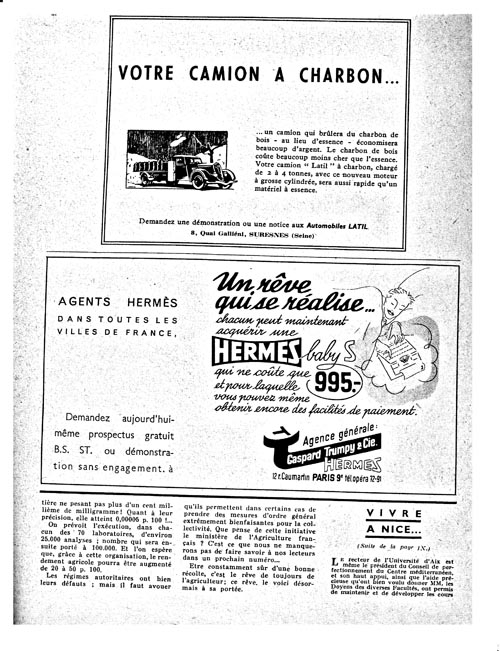 VOTRE CAMION A CHARBON...
... un camion qui brûlera du charbon de
bois - au lieu d'essence - économisera
beaucoup d'argent. Le charbon de bois
coûte beaucoup moins cher que l'essence.
Votre camion "Latil" à charbon, chargé
de 2 à 4 tonnes, avec ce nouveau moteur
à grosse cylindrée, sera aussi rapide qu'un
matériel à essence.
Demandez une démonstration ou une notice aux Automobiles LATIL
8, Quai Galliéni, SURESNES (Seine)
AGENTS HERMÈS
DANS TOUTES LES
VILLES DE FRANCE,
Demandez aujourd'hui-
même prospectus gratuit
B.S. ST. ou démonstra-
tion sans engagement. à
Un rêve
qui se réalise...
chacun peut maintenant
acquérir une
HERMES baby S
qui ne coûte que
et pour laquelle 995.-
vous pouvez même
obtenir encore des facilités de paiement.
Agence générale:
Gaspard Trumpy & Cie.
HERMES
12 r. Caumartin PARIS 9e tél. opéra 72-91
tière ne pesant pas plus d'un cent mil-
lième de milligramme! Quant à leur
précision, elle atteint 0,00005 p. 100 !..
On prévoit l'exécution, dans cha-
cun des 70 laboratoires, d'environ
25.000 analyses ; nombre qui sera en-
suite porté à 100.000. Et l'on espère
que, grâce à cette organisation, le ren-
dement agricole pourra être augmenté
de 20 à 50 p. 100.
Les régimes autoritaires ont bien
leurs défauts ; mais il faut avouer
qu'ils permettent dans certains cas de
prendre des mesures d'ordre général
extrêmement bienfaisantes pour la col-
lectivité. Que pense de cette initiative
le ministère de l'Agriculture fran-
çais ? C'est ce que nous ne manque-
rons pas de faire savoir à nos lecteurs
dans un prochain numéro...
Etre constamment sûr d'une bonne
récolte, c'est le rêve de toujours de
l'agriculteur; ce rêve, le voici désor-
mais à sa portée.
VIVRE
A NICE...
(Suite de la page IX.)
Le recteur de l'Université d'Aix est
même le président du Conseil de per-
fectionnement du Centre méditerranéen,
et son haut appui, ainsi que l'aide pré-
cieuse qu'ont bien voulu donner MM. les
Doyens des diverses Facultés, ont permis
de maintenir et de développer les cours